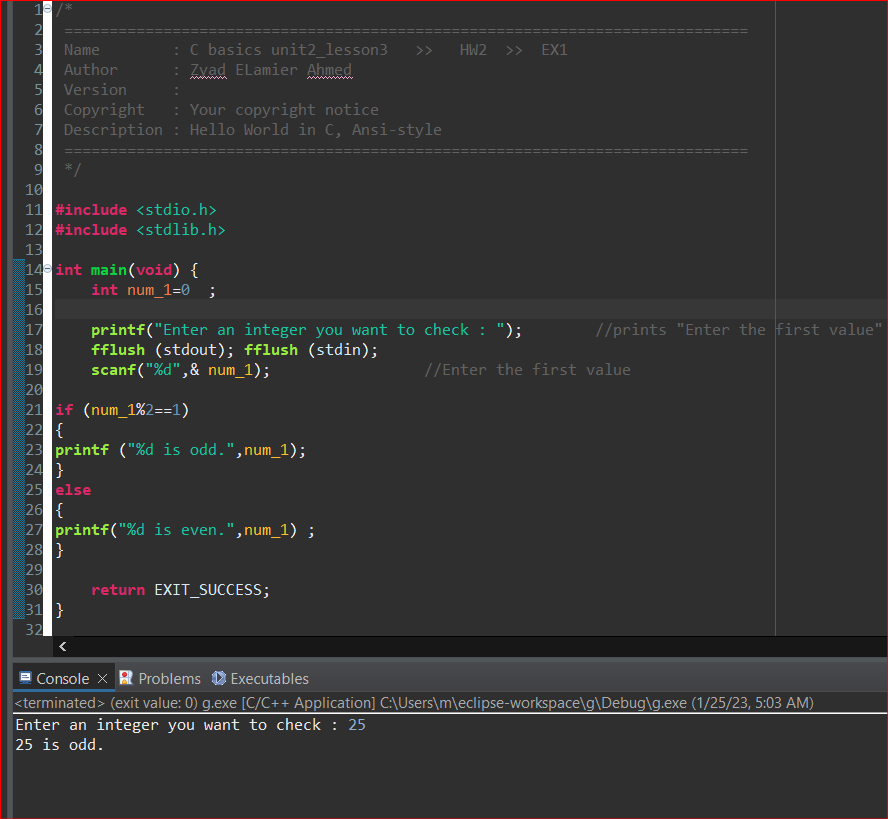 1 /*
2 ============================================================================
3 Name        : C basics unit2_lesson3   >>   HW2  >>  EX1
4 Author      : Zyad ELamier Ahmed
5 Version     :
6 Copyright   : Your copyright notice
7 Description : Hello World in C, Ansi-style
8 ============================================================================
9 */
10
11 #include <stdio.h>
12 #include <stdlib.h>
13
14 int main(void) {
15     int num_1=0  ;
16
17     printf("Enter an integer you want to check : ");        //prints "Enter the first value"
18     fflush (stdout); fflush (stdin);
19     scanf("%d",& num_1);                 //Enter the first value
20
21 if (num_1%2==1)
22 {
23 printf ("%d is odd.",num_1);
24 }
25 else
26 {
27 printf("%d is even.",num_1) ;
28 }
29
30     return EXIT_SUCCESS;
31 }
32
<
Console × Problems Executables
<terminated> (exit value: 0) g.exe [C/C++ Application] C:\Users\m\eclipse-workspace\g\Debug\g.exe (1/25/23, 5:03 AM)
Enter an integer you want to check : 25
25 is odd.